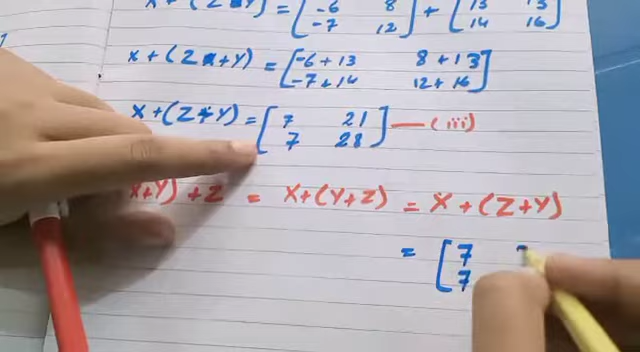 x + (Z+Y) = [ -6 8 ] + [ 13 13 ]
[ -7 12 ] [ 14 16 ]
x + (Z+Y) = [ -6 + 13 8 + 13 ]
[ -7 + 14 12 + 16 ]
x + (Z+Y) = [ 7 21 ] — (iii)
[ 7 28 ]
x+Y) + Z = X + (Y+Z) = X + (Z+Y)
= [ 7
[ 7